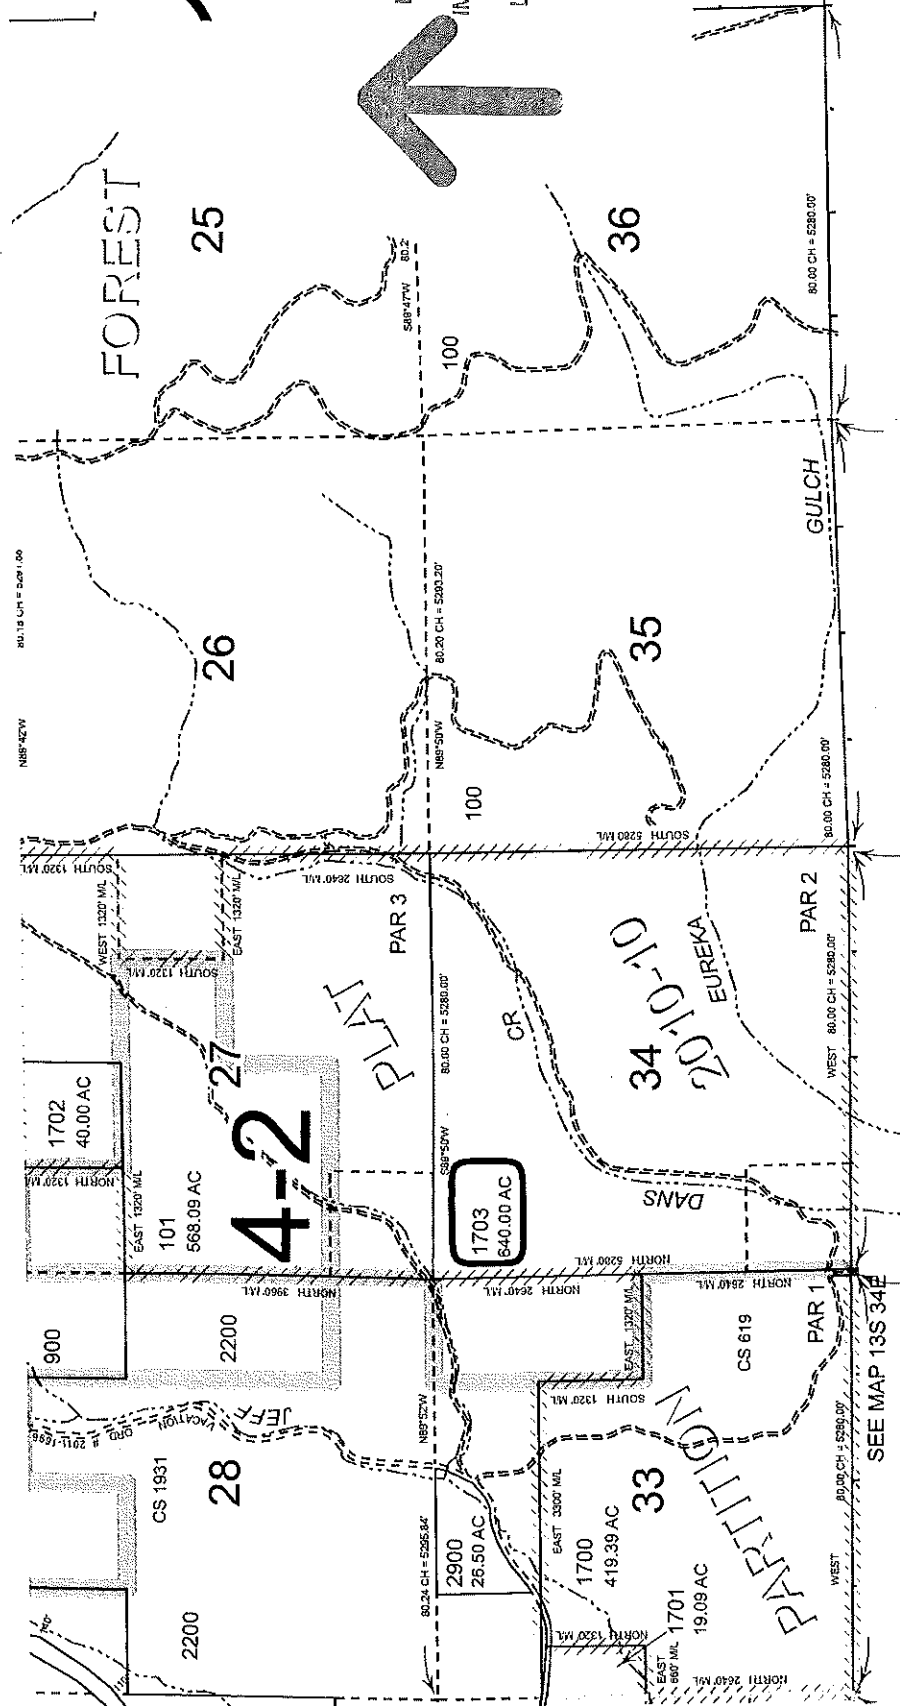 FOREST
25
S89°47'W
80.2
100
36
80.00 CH = 5280.00'
GULCH
N89°42'W
26
N89°50'W
80.20 CH = 5293.20'
100
35
SOUTH 5280 M/L
80.00 CH = 5280.00'
SOUTH 1320' M/L
WEST 1320' M/L
SOUTH 1320' M/L
EAST 1320' M/L
SOUTH 2640' M/L
PAR 3
27
PLAT
4-2
1702
40.00 AC
NORTH 1320' M/L
EAST 1320' M/L
101
568.09 AC
NORTH 3960' M/L
S89°50'W
80.00 CH = 5280.00'
1703
640.00 AC
CR
34
20'10-10
EUREKA
PAR 2
DANS
WEST
80.00 CH = 5280.00'
NORTH 5280' M/L
NORTH 2640' M/L
NORTH 2640' M/L
900
2200
JEFF
VACATION
ORD
# 2011-1696
CS 1931
28
2200
80.24 CH = 5295.84'
N89°52'W
2900
25.50 AC
EAST 1320' M/L
SOUTH 1320' M/L
EAST 3300' M/L
CS 619
PAR 1
33
PARTITION
1700
419.39 AC
1701
19.09 AC
NORTH 1320 M/L
EAST
660' M/L
NORTH 2640' M/L
WEST
80.00 CH = 5280.00'
SEE MAP 13S 34E